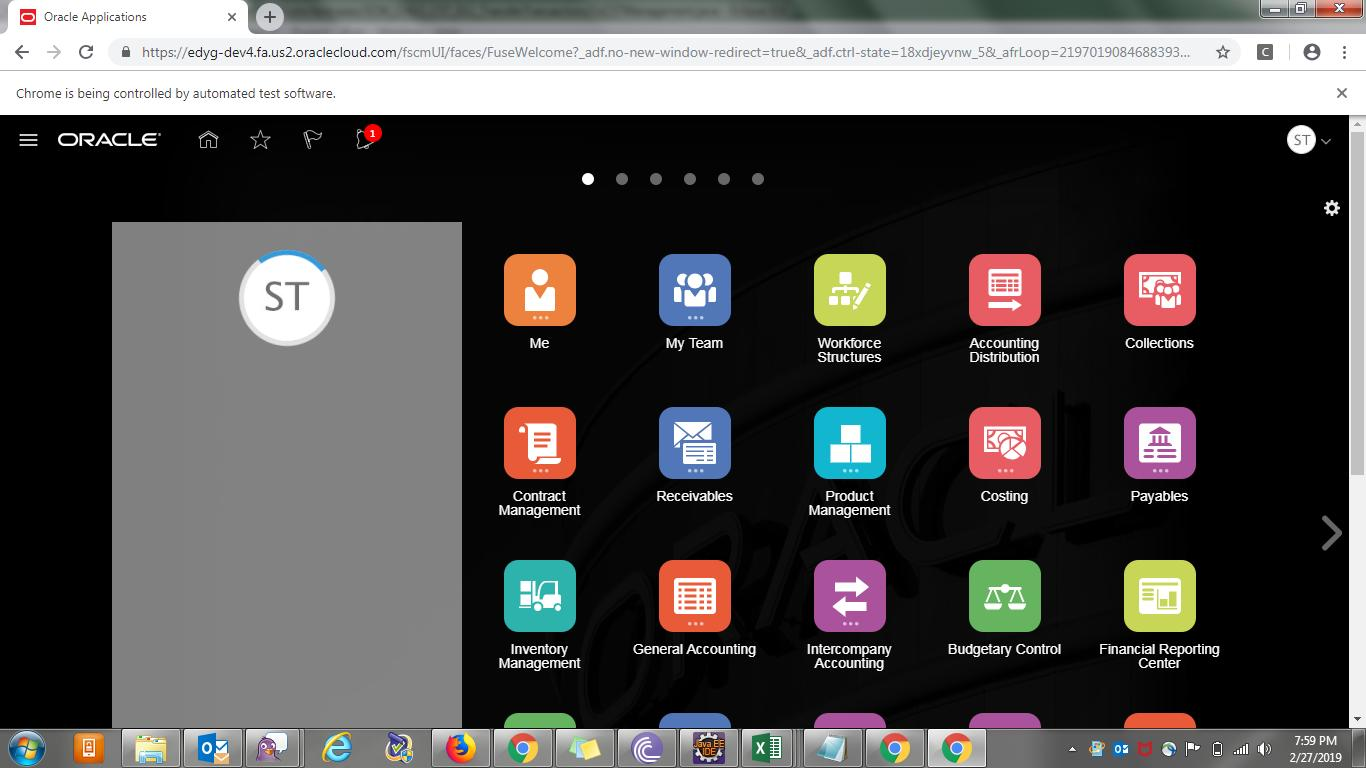 Oracle Applications
https://edyg-dev4.fa.us2.oraclecloud.com/fscmUI/faces/FuseWelcome?_adf.no-new-window-redirect=true&_adf.ctrl-state=18xdjeyvnw_5&_afrLoop=2197019084688393...
C
Chrome is being controlled by automated test software.
ORACLE
1
ST
ST
Me
My Team
Workforce
Structures
Accounting
Distribution
Collections
Contract
Management
Receivables
Product
Management
Costing
Payables
Inventory
Management
General Accounting
Intercompany
Accounting
Budgetary Control
Financial Reporting
Center
Java EE
IDE
7:59 PM
2/27/2019